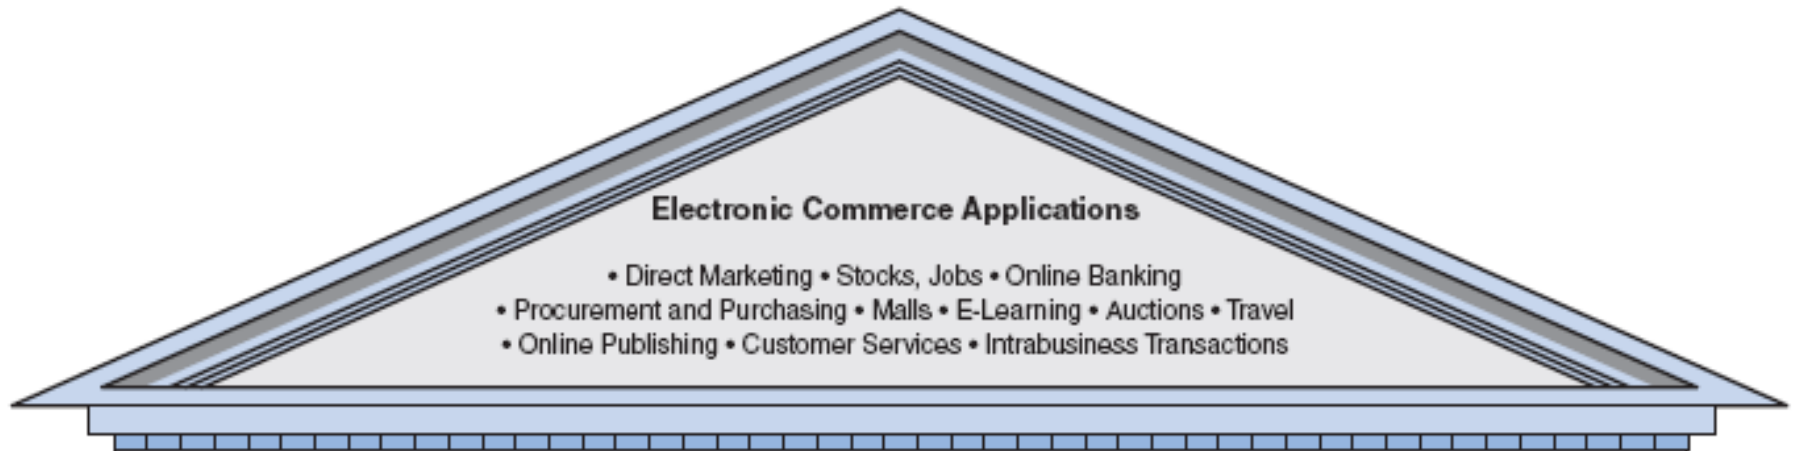 Electronic Commerce Applications
• Direct Marketing • Stocks, Jobs • Online Banking
• Procurement and Purchasing • Malls • E-Learning • Auctions • Travel
• Online Publishing • Customer Services • Intrabusiness Transactions